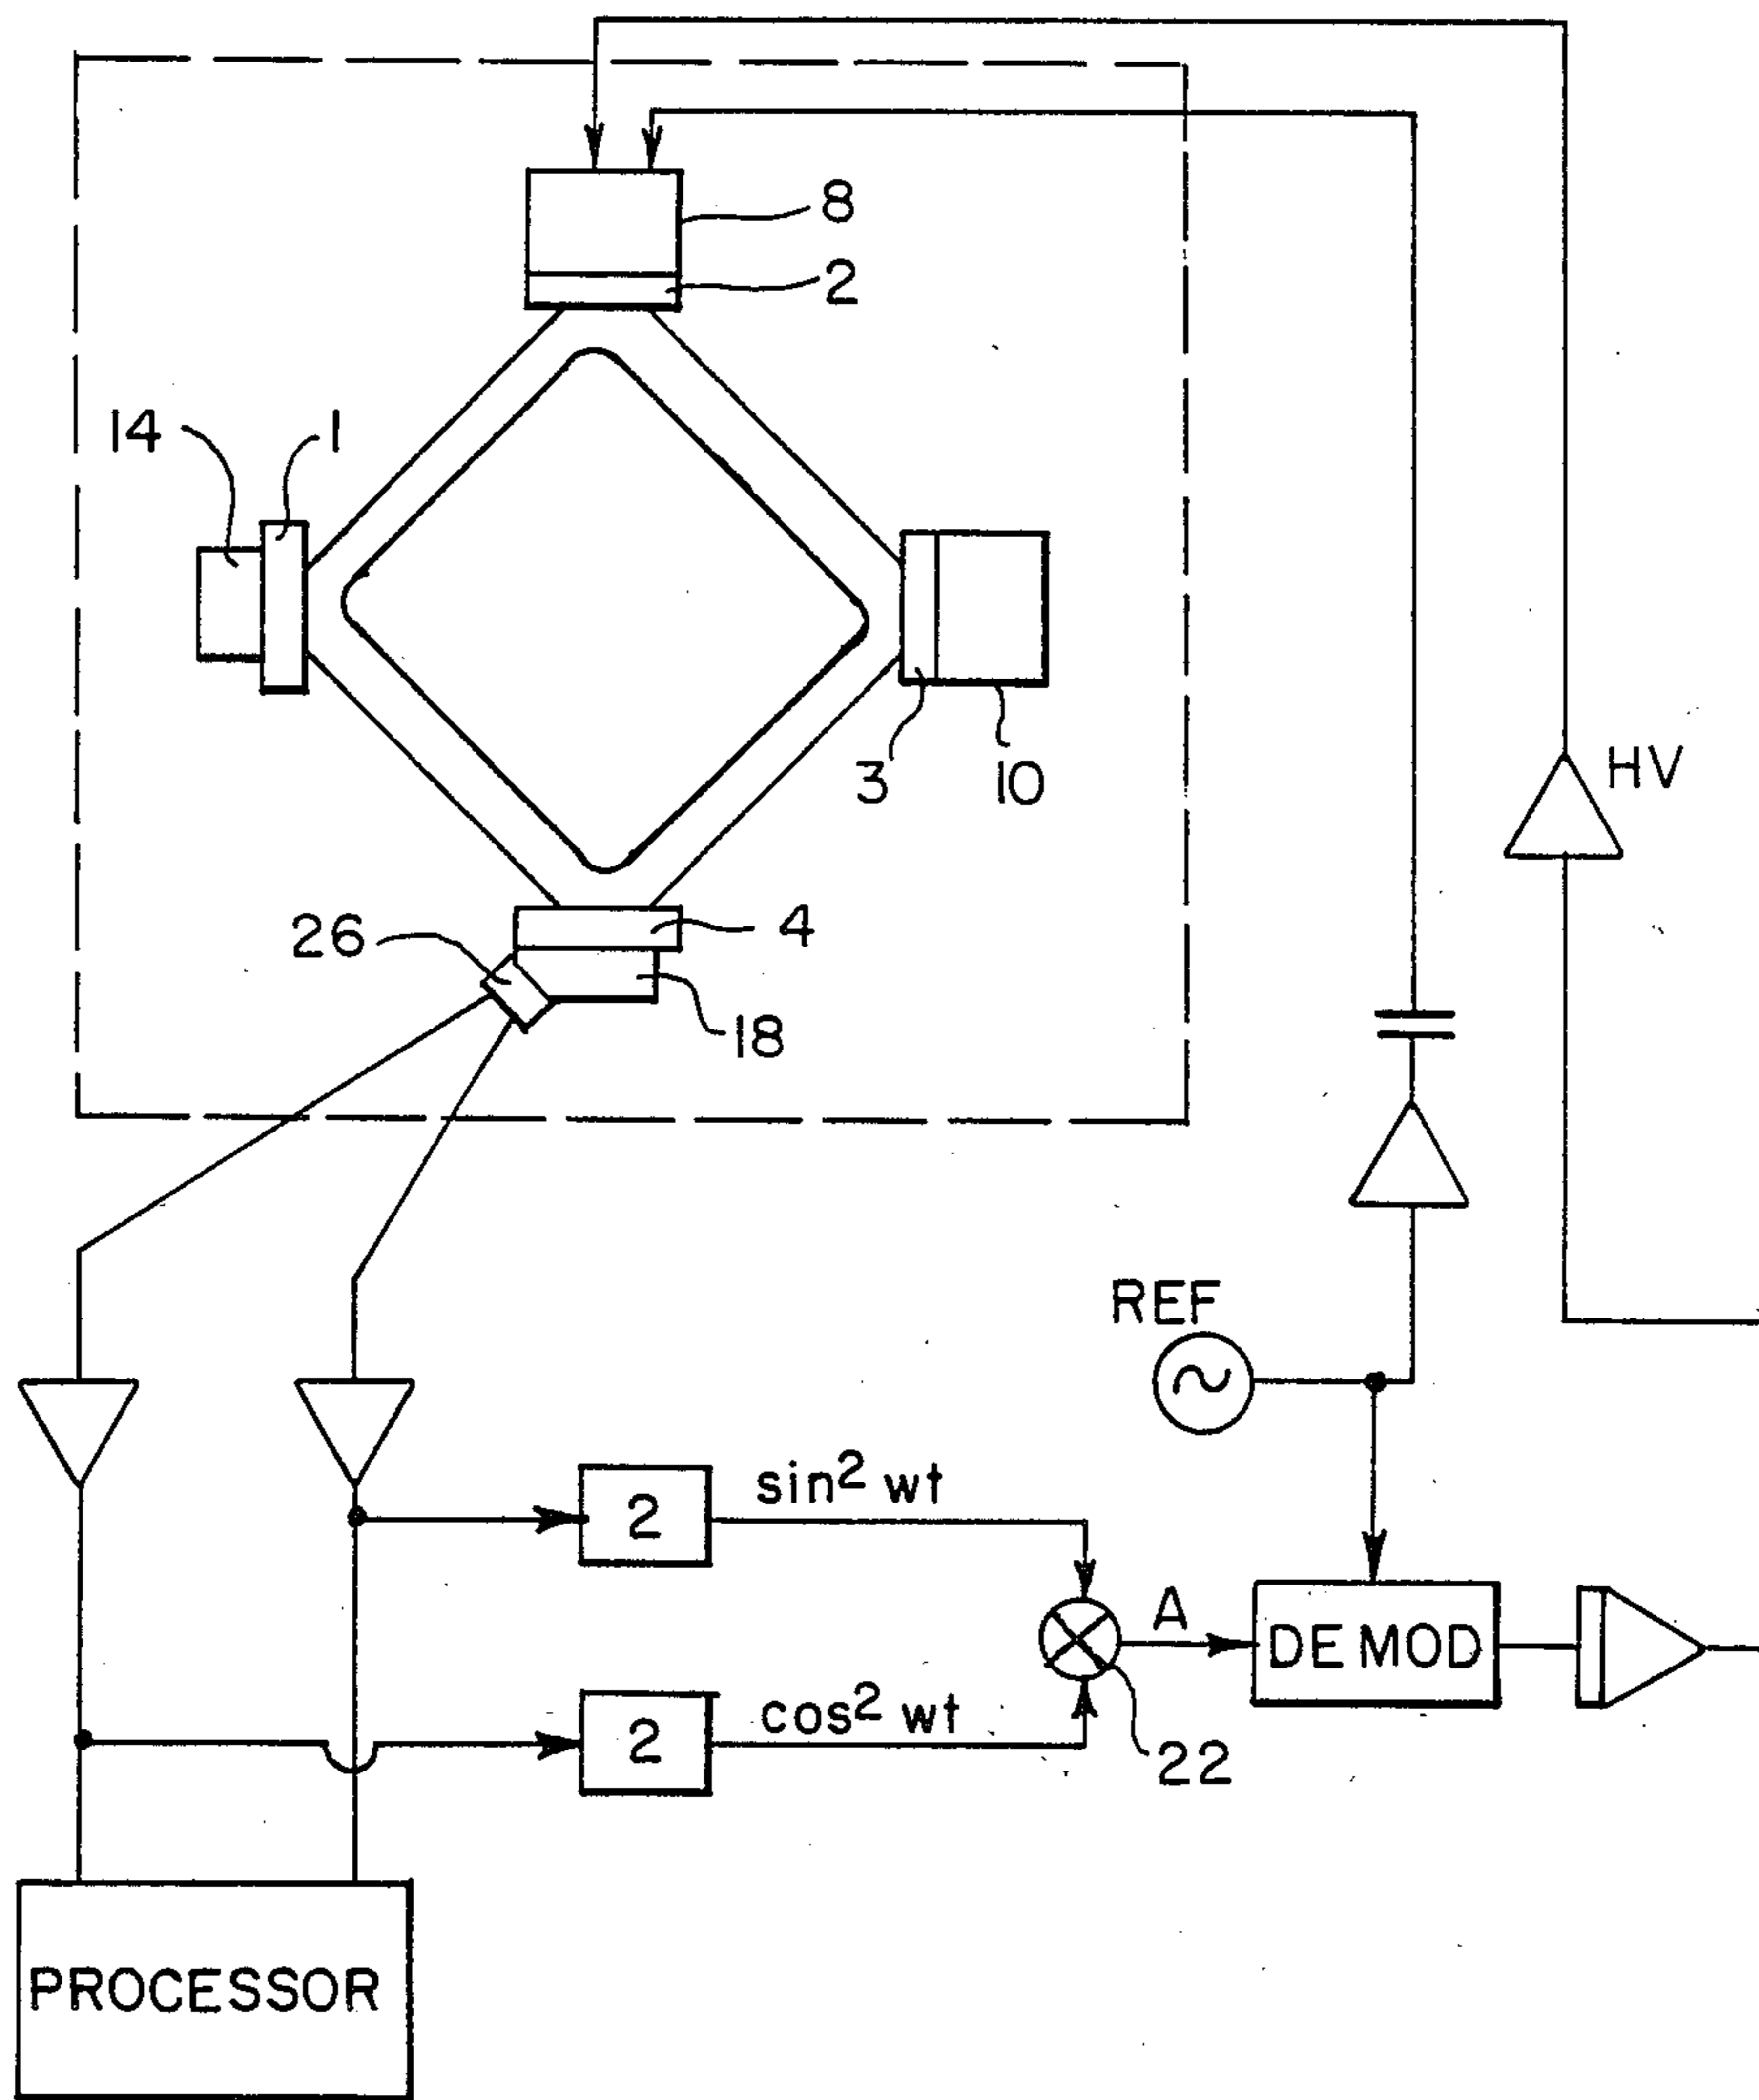 8
2
14
1
3
10
HV
26
4
18
REF
2
sin² wt
A
DEMOD
2
cos² wt
22
PROCESSOR